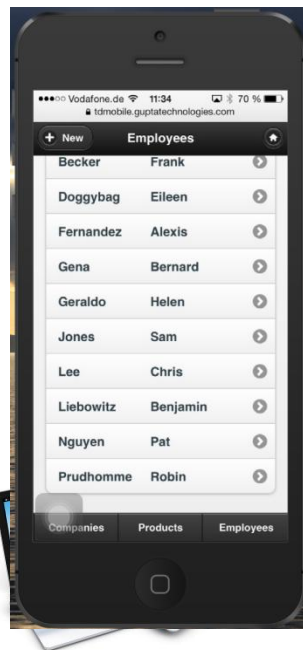 Vodafone.de 11:34 70 %
tdmobile.guptatechnologies.com
+ New Employees
Becker Frank
Doggybag Eileen
Fernandez Alexis
Gena Bernard
Geraldo Helen
Jones Sam
Lee Chris
Liebowitz Benjamin
Nguyen Pat
Prudhomme Robin
Companies Products Employees